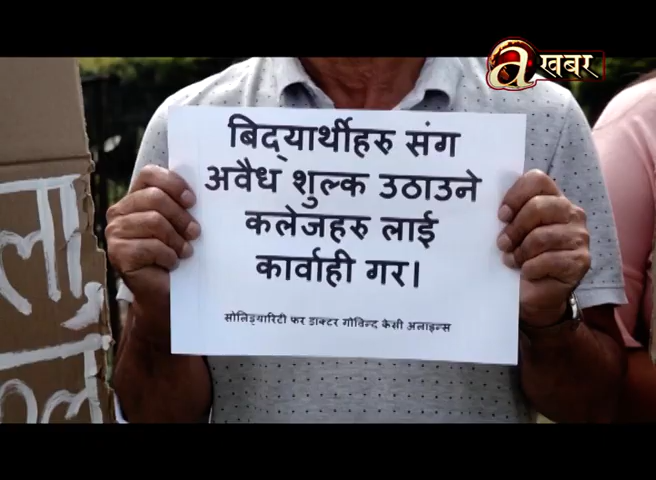 a खबर
बिद्यार्थीहरु संग
अवैध शुल्क उठाउने
कलेजहरु लाई
कार्वाही गर।
सोलिड्यारिटी फर डाक्टर गोविन्द केसी अलाइन्स